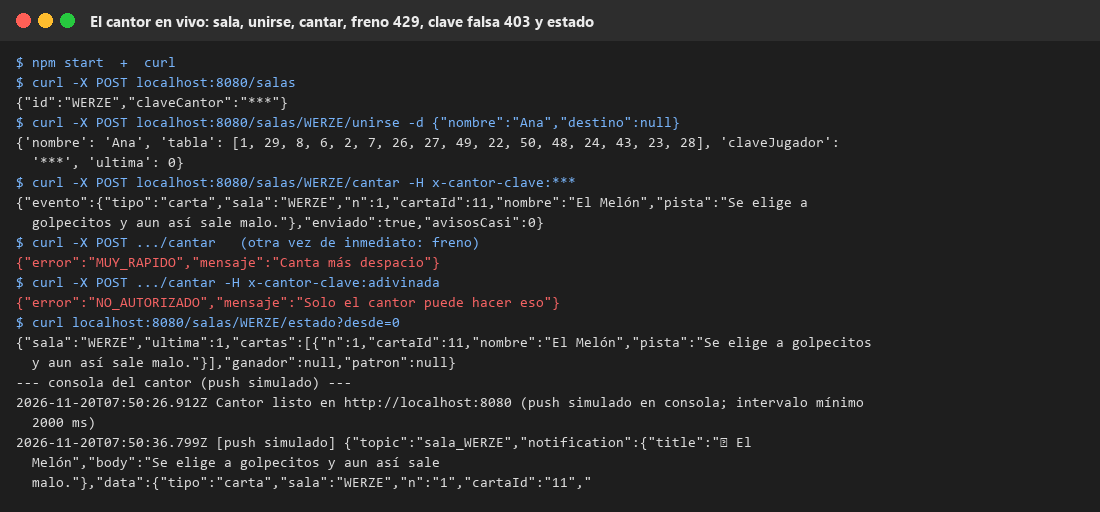 El cantor en vivo: sala, unirse, cantar, freno 429, clave falsa 403 y estado
$ npm start  +  curl
$ curl -X POST localhost:8080/salas
{"id":"WERZE","claveCantor":"***"}
$ curl -X POST localhost:8080/salas/WERZE/unirse -d {"nombre":"Ana","destino":null}
{'nombre': 'Ana', 'tabla': [1, 29, 8, 6, 2, 7, 26, 27, 49, 22, 50, 48, 24, 43, 23, 28], 'claveJugador':
'***', 'ultima': 0}
$ curl -X POST localhost:8080/salas/WERZE/cantar -H x-cantor-clave:***
{"evento":{"tipo":"carta","sala":"WERZE","n":1,"cartaId":11,"nombre":"El Melón","pista":"Se elige a
golpecitos y aun así sale malo."},"enviado":true,"avisosCasi":0}
$ curl -X POST .../cantar   (otra vez de inmediato: freno)
{"error":"MUY_RAPIDO","mensaje":"Canta más despacio"}
$ curl -X POST .../cantar -H x-cantor-clave:adivinada
{"error":"NO_AUTORIZADO","mensaje":"Solo el cantor puede hacer eso"}
$ curl localhost:8080/salas/WERZE/estado?desde=0
{"sala":"WERZE","ultima":1,"cartas":[{"n":1,"cartaId":11,"nombre":"El Melón","pista":"Se elige a golpecitos
y aun así sale malo."}],"ganador":null,"patron":null}
--- consola del cantor (push simulado) ---
2026-11-20T07:50:26.912Z Cantor listo en http://localhost:8080 (push simulado en consola; intervalo mínimo
2000 ms)
2026-11-20T07:50:36.799Z [push simulado] {"topic":"sala_WERZE","notification":{"title":" El
Melón","body":"Se elige a golpecitos y aun así sale
malo."},"data":{"tipo":"carta","sala":"WERZE","n":"1","cartaId":"11","